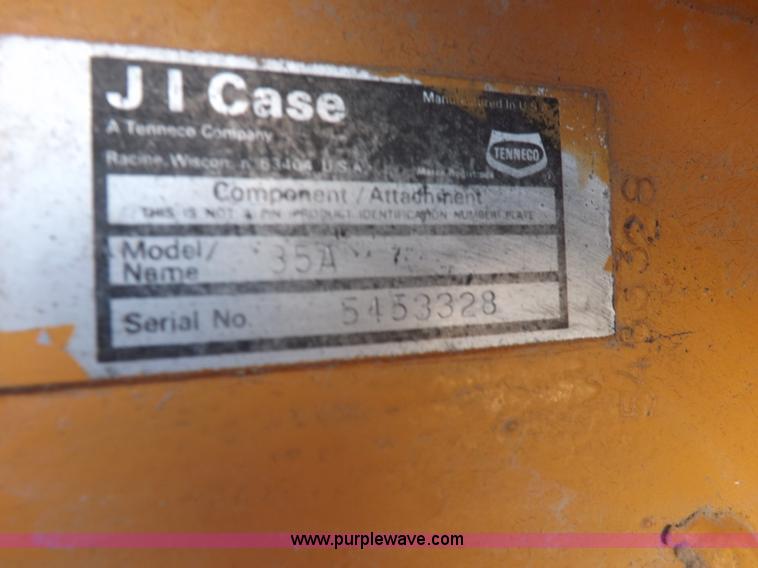 J I Case
Manufactured In U.S.A.
A Tenneco Company
Racine, Wisconsin 53404 U.S.A.
TENNECO
Component / Attachment
THIS IS NOT A PIN (PRODUCT IDENTIFICATION NUMBER) PLATE
Model/
Name 35A
Serial No. 5453328
5453328
www.purplewave.com